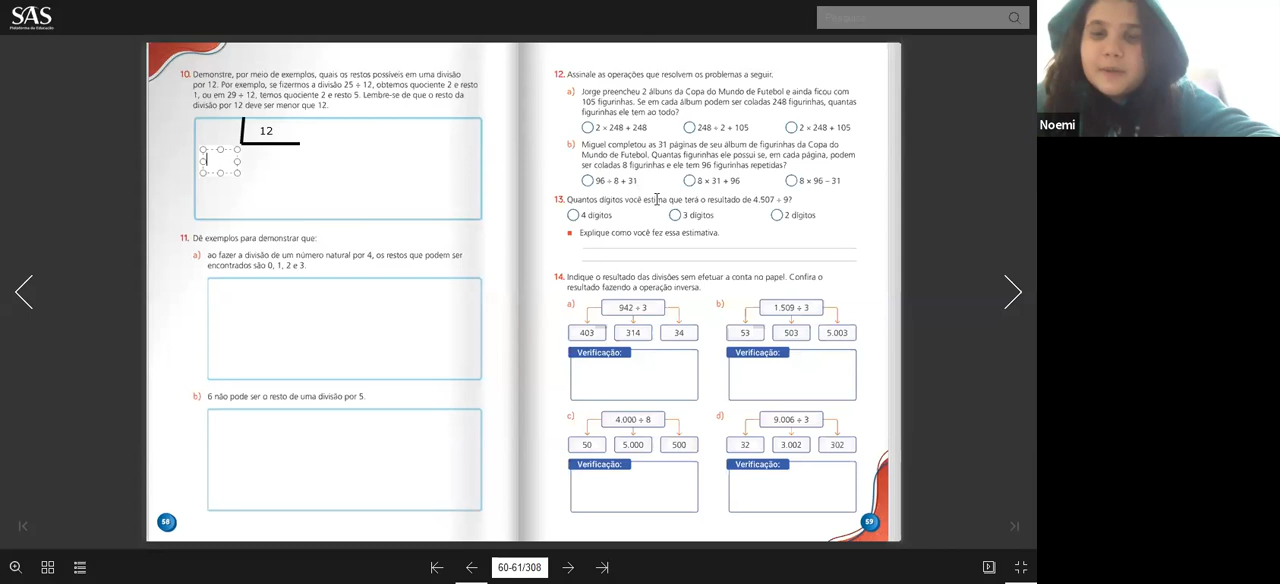 SAS
Plataforma de Educação
Pesquisar
Noemi
10. Demonstre, por meio de exemplos, quais os restos possíveis em uma divisão
por 12. Por exemplo, se fizermos a divisão 25 ÷ 12, obtemos quociente 2 e resto
1, ou em 29 ÷ 12, temos quociente 2 e resto 5. Lembre-se de que o resto da
divisão por 12 deve ser menor que 12.
12
11. Dê exemplos para demonstrar que:
a) ao fazer a divisão de um número natural por 4, os restos que podem ser
encontrados são 0, 1, 2 e 3.
b) 6 não pode ser o resto de uma divisão por 5.
58
12. Assinale as operações que resolvem os problemas a seguir.
a) Jorge preencheu 2 álbuns da Copa do Mundo de Futebol e ainda ficou com
105 figurinhas. Se em cada álbum podem ser coladas 248 figurinhas, quantas
figurinhas ele tem ao todo?
2 × 248 + 248
248 ÷ 2 + 105
2 × 248 + 105
b) Miguel completou as 31 páginas de seu álbum de figurinhas da Copa do
Mundo de Futebol. Quantas figurinhas ele possui se, em cada página, podem
ser coladas 8 figurinhas e ele tem 96 figurinhas repetidas?
96 ÷ 8 + 31
8 × 31 + 96
8 × 96 − 31
13. Quantos dígitos você estima que terá o resultado de 4.507 ÷ 9?
4 dígitos
3 dígitos
2 dígitos
Explique como você fez essa estimativa.
14. Indique o resultado das divisões sem efetuar a conta no papel. Confira o
resultado fazendo a operação inversa.
a) 942 ÷ 3
403 314 34
Verificação:
b) 1.509 ÷ 3
53 503 5.003
Verificação:
c) 4.000 ÷ 8
50 5.000 500
Verificação:
d) 9.006 ÷ 3
32 3.002 302
Verificação:
59
60-61/308